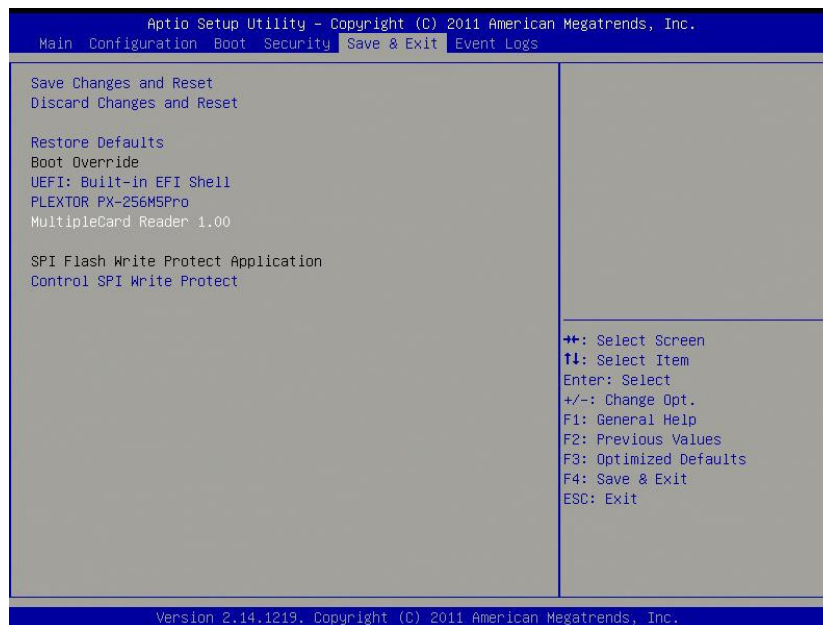 Aptio Setup Utility – Copyright (C) 2011 American Megatrends, Inc.
Main Configuration Boot Security Save & Exit Event Logs
Save Changes and Reset
Discard Changes and Reset
Restore Defaults
Boot Override
UEFI: Built-in EFI Shell
PLEXTOR PX-256M5Pro
MultipleCard Reader 1.00
SPI Flash Write Protect Application
Control SPI Write Protect
→←: Select Screen
↑↓: Select Item
Enter: Select
+/-: Change Opt.
F1: General Help
F2: Previous Values
F3: Optimized Defaults
F4: Save & Exit
ESC: Exit
Version 2.14.1219. Copyright (C) 2011 American Megatrends, Inc.